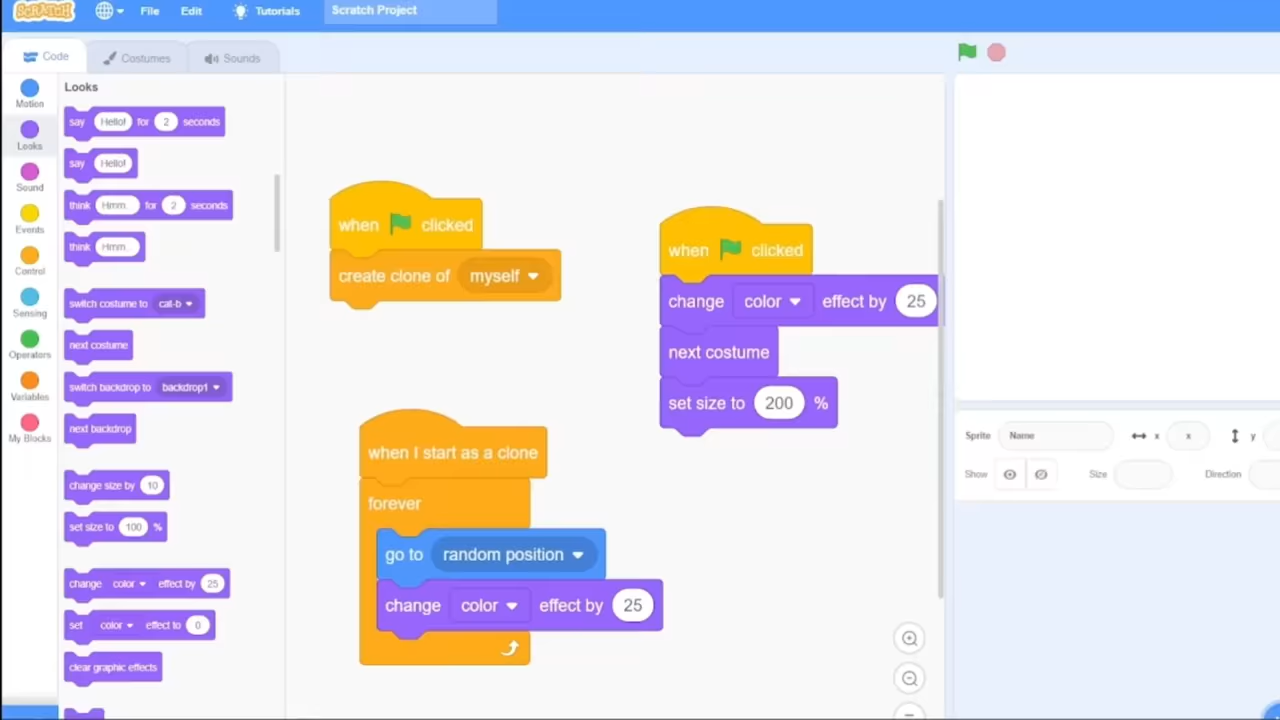 SCRATCH File Edit Tutorials Scratch Project
Code Costumes Sounds
Motion
Looks
Sound
Events
Control
Sensing
Operators
Variables
My Blocks
Looks
say Hello! for 2 seconds
say Hello!
think Hmm... for 2 seconds
think Hmm...
switch costume to cat-b
next costume
switch backdrop to backdrop1
next backdrop
change size by 10
set size to 100 %
change color effect by 25
set color effect to 0
clear graphic effects
when clicked
create clone of myself
when I start as a clone
forever
go to random position
change color effect by 25
when clicked
change color effect by 25
next costume
set size to 200 %
Sprite Name x x y
Show Size Direction